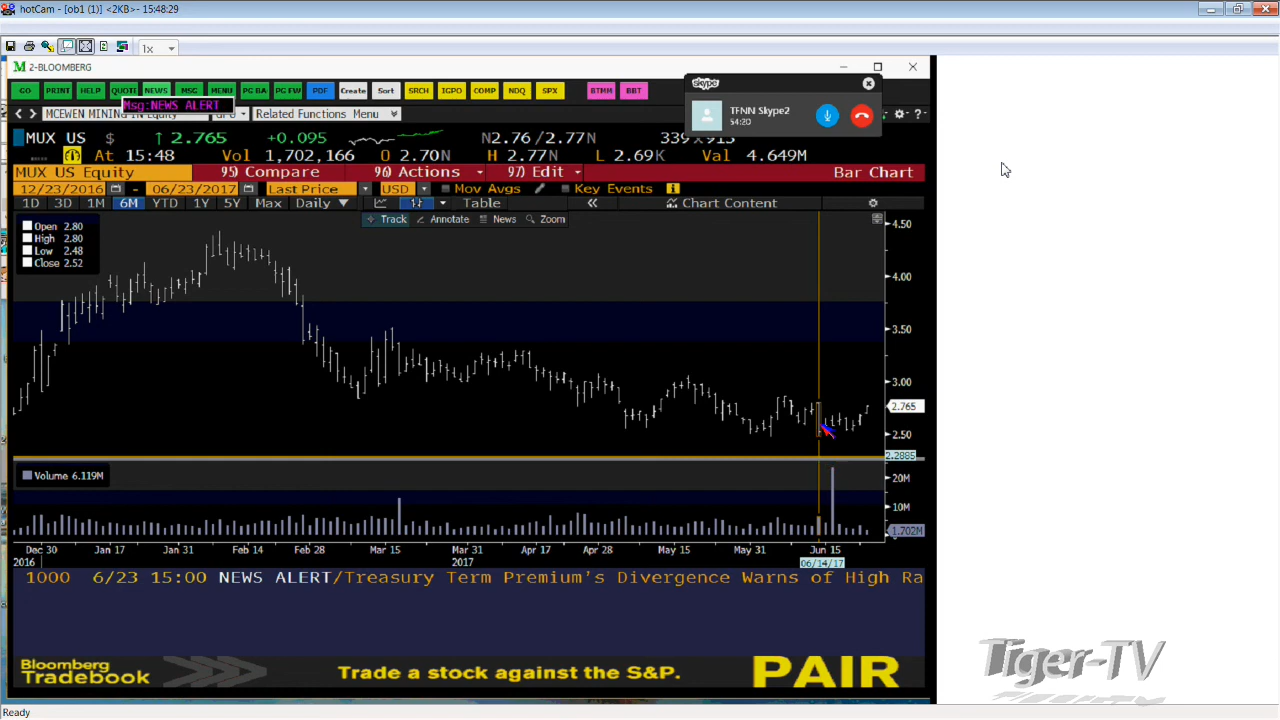 hotCam - [ob1 (1)] <2KB> - 15:48:29
1x
2-BLOOMBERG
GO PRINT HELP QUOTE NEWS MSG MENU PG BA PG FW PDF Create Sort SRCH IGPO COMP NDQ SPX BTMM BBT
Msg:NEWS ALERT
skype
TFNN Skype2
54:20
MCEWEN MINING IN Equity Related Functions Menu
MUX US $ ↑ 2.765 +0.095 N2.76 / 2.77N 339 x 915
At 15:48 Vol 1,702,166 O 2.70N H 2.77N L 2.69K Val 4.649M
MUX US Equity 95) Compare 96) Actions 97) Edit Bar Chart
12/23/2016 - 06/23/2017 Last Price USD Mov Avgs Key Events
1D 3D 1M 6M YTD 1Y 5Y Max Daily ▼ Table « Chart Content
Track Annotate News Zoom
Open 2.80
High 2.80
Low 2.48
Close 2.52
4.50
4.00
3.50
3.00
2.765
2.50
2.2885
Volume 6.119M
20M
10M
1.702M
Dec 30 Jan 17 Jan 31 Feb 14 Feb 28 Mar 15 Mar 31 Apr 17 Apr 28 May 15 May 31 Jun 15
2016 2017 06/14/17
1000 6/23 15:00 NEWS ALERT/Treasury Term Premium's Divergence Warns of High Ra
Bloomberg
Tradebook
Trade a stock against the S&P.
PAIR
Tiger-TV
Ready